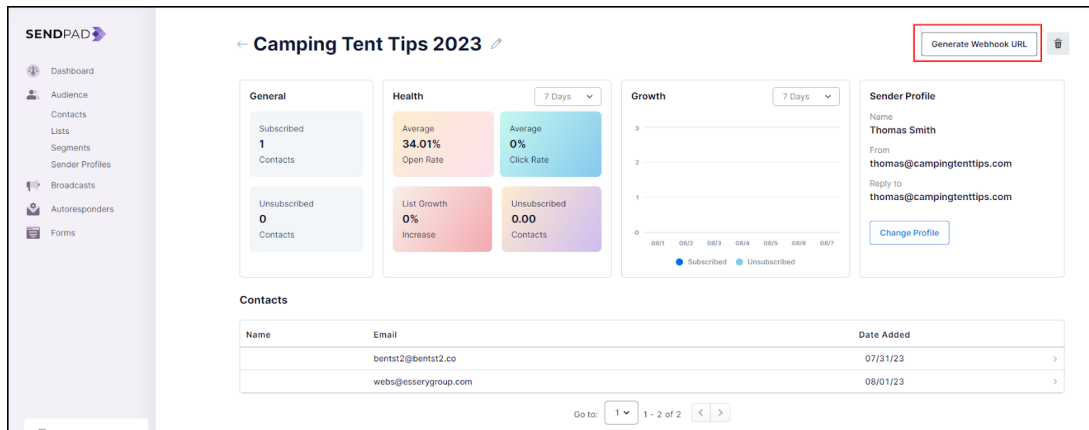 SENDPAD
Dashboard
Audience
Contacts
Lists
Segments
Sender Profiles
Broadcasts
Autoresponders
Forms
← Camping Tent Tips 2023
Generate Webhook URL
General
Subscribed
1
Contacts
Unsubscribed
0
Contacts
Health
7 Days
Average
34.01%
Open Rate
Average
0%
Click Rate
List Growth
0%
Increase
Unsubscribed
0.00
Contacts
Growth
7 Days
3
2
1
0
08/1 08/2 08/3 08/4 08/5 08/6 08/7
Subscribed Unsubscribed
Sender Profile
Name
Thomas Smith
From
thomas@campingtenttips.com
Reply to
thomas@campingtenttips.com
Change Profile
Contacts
Name Email Date Added
bentst2@bentst2.co 07/31/23 >
webs@esserygroup.com 08/01/23 >
Go to: 1 1 - 2 of 2 < >